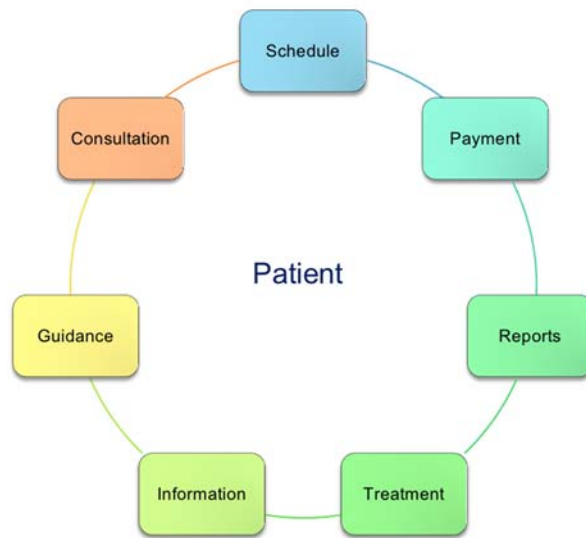 Schedule
Payment
Reports
Treatment
Information
Guidance
Consultation
Patient